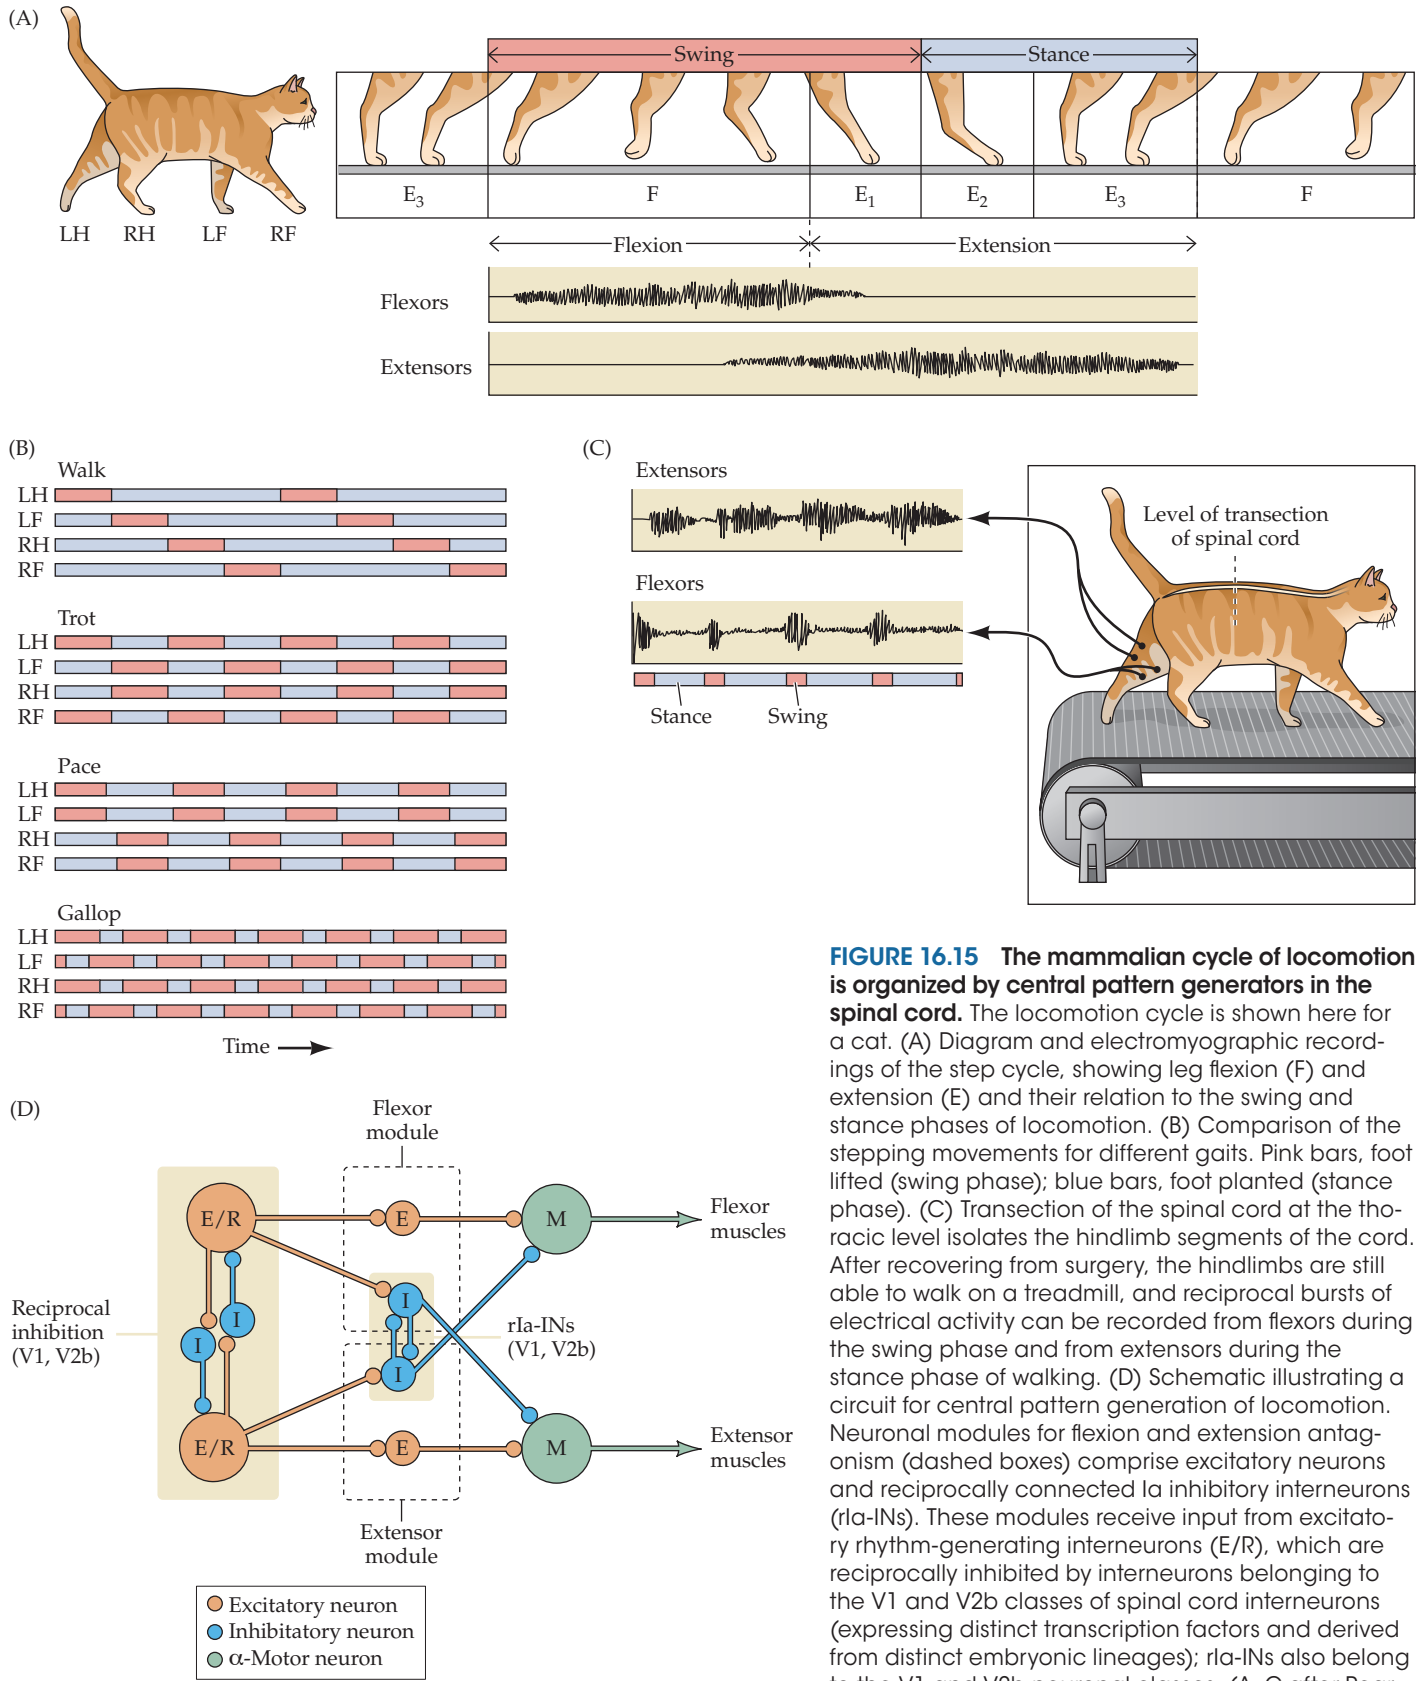 (A)
Swing
Stance
E3
F
E1
E2
E3
F
LH RH LF RF
Flexion
Extension
Flexors
Extensors
(B)
Walk
LH
LF
RH
RF
Trot
LH
LF
RH
RF
Pace
LH
LF
RH
RF
Gallop
LH
LF
RH
RF
Time
(C)
Extensors
Flexors
Stance
Swing
Level of transection
of spinal cord
(D)
Flexor
module
E/R
E
M
Flexor
muscles
Reciprocal
inhibition
(V1, V2b)
I
I
I
I
rIa-INs
(V1, V2b)
E/R
E
M
Extensor
muscles
Extensor
module
Excitatory neuron
Inhibitatory neuron
α-Motor neuron
FIGURE 16.15 The mammalian cycle of locomotion
is organized by central pattern generators in the
spinal cord. The locomotion cycle is shown here for
a cat. (A) Diagram and electromyographic record-
ings of the step cycle, showing leg flexion (F) and
extension (E) and their relation to the swing and
stance phases of locomotion. (B) Comparison of the
stepping movements for different gaits. Pink bars, foot
lifted (swing phase); blue bars, foot planted (stance
phase). (C) Transection of the spinal cord at the tho-
racic level isolates the hindlimb segments of the cord.
After recovering from surgery, the hindlimbs are still
able to walk on a treadmill, and reciprocal bursts of
electrical activity can be recorded from flexors during
the swing phase and from extensors during the
stance phase of walking. (D) Schematic illustrating a
circuit for central pattern generation of locomotion.
Neuronal modules for flexion and extension antag-
onism (dashed boxes) comprise excitatory neurons
and reciprocally connected Ia inhibitory interneurons
(rIa-INs). These modules receive input from excitato-
ry rhythm-generating interneurons (E/R), which are
reciprocally inhibited by interneurons belonging to
the V1 and V2b classes of spinal cord interneurons
(expressing distinct transcription factors and derived
from distinct embryonic lineages); rIa-INs also belong
to the V1 and V2b neuronal classes. (A–C after Pear-